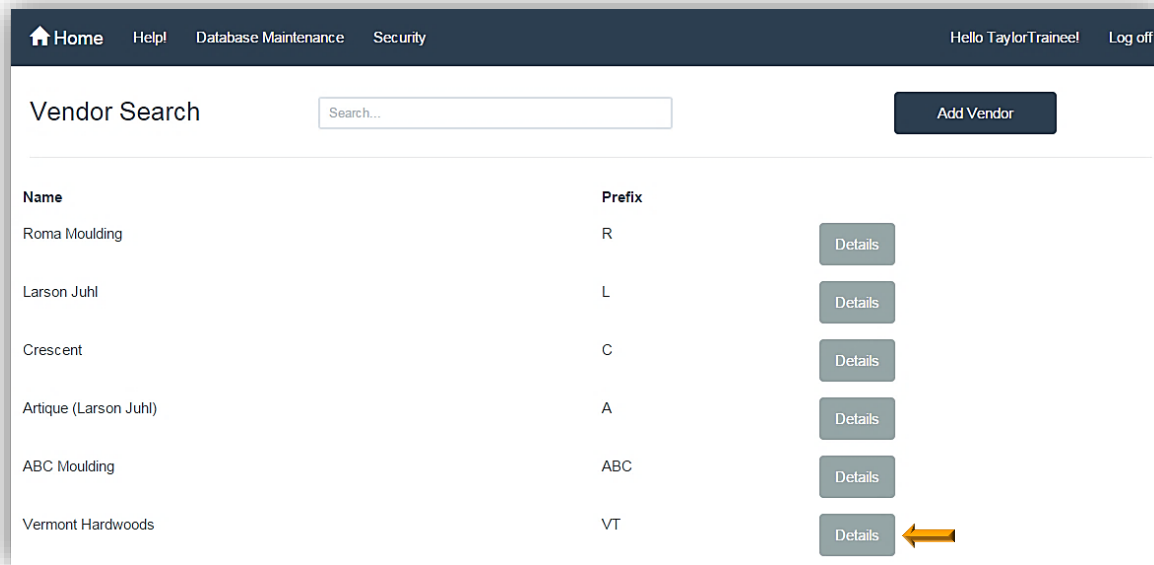 Home Help! Database Maintenance Security Hello TaylorTrainee! Log off
Vendor Search Search... Add Vendor
Name Prefix
Roma Moulding R Details
Larson Juhl L Details
Crescent C Details
Artique (Larson Juhl) A Details
ABC Moulding ABC Details
Vermont Hardwoods VT Details